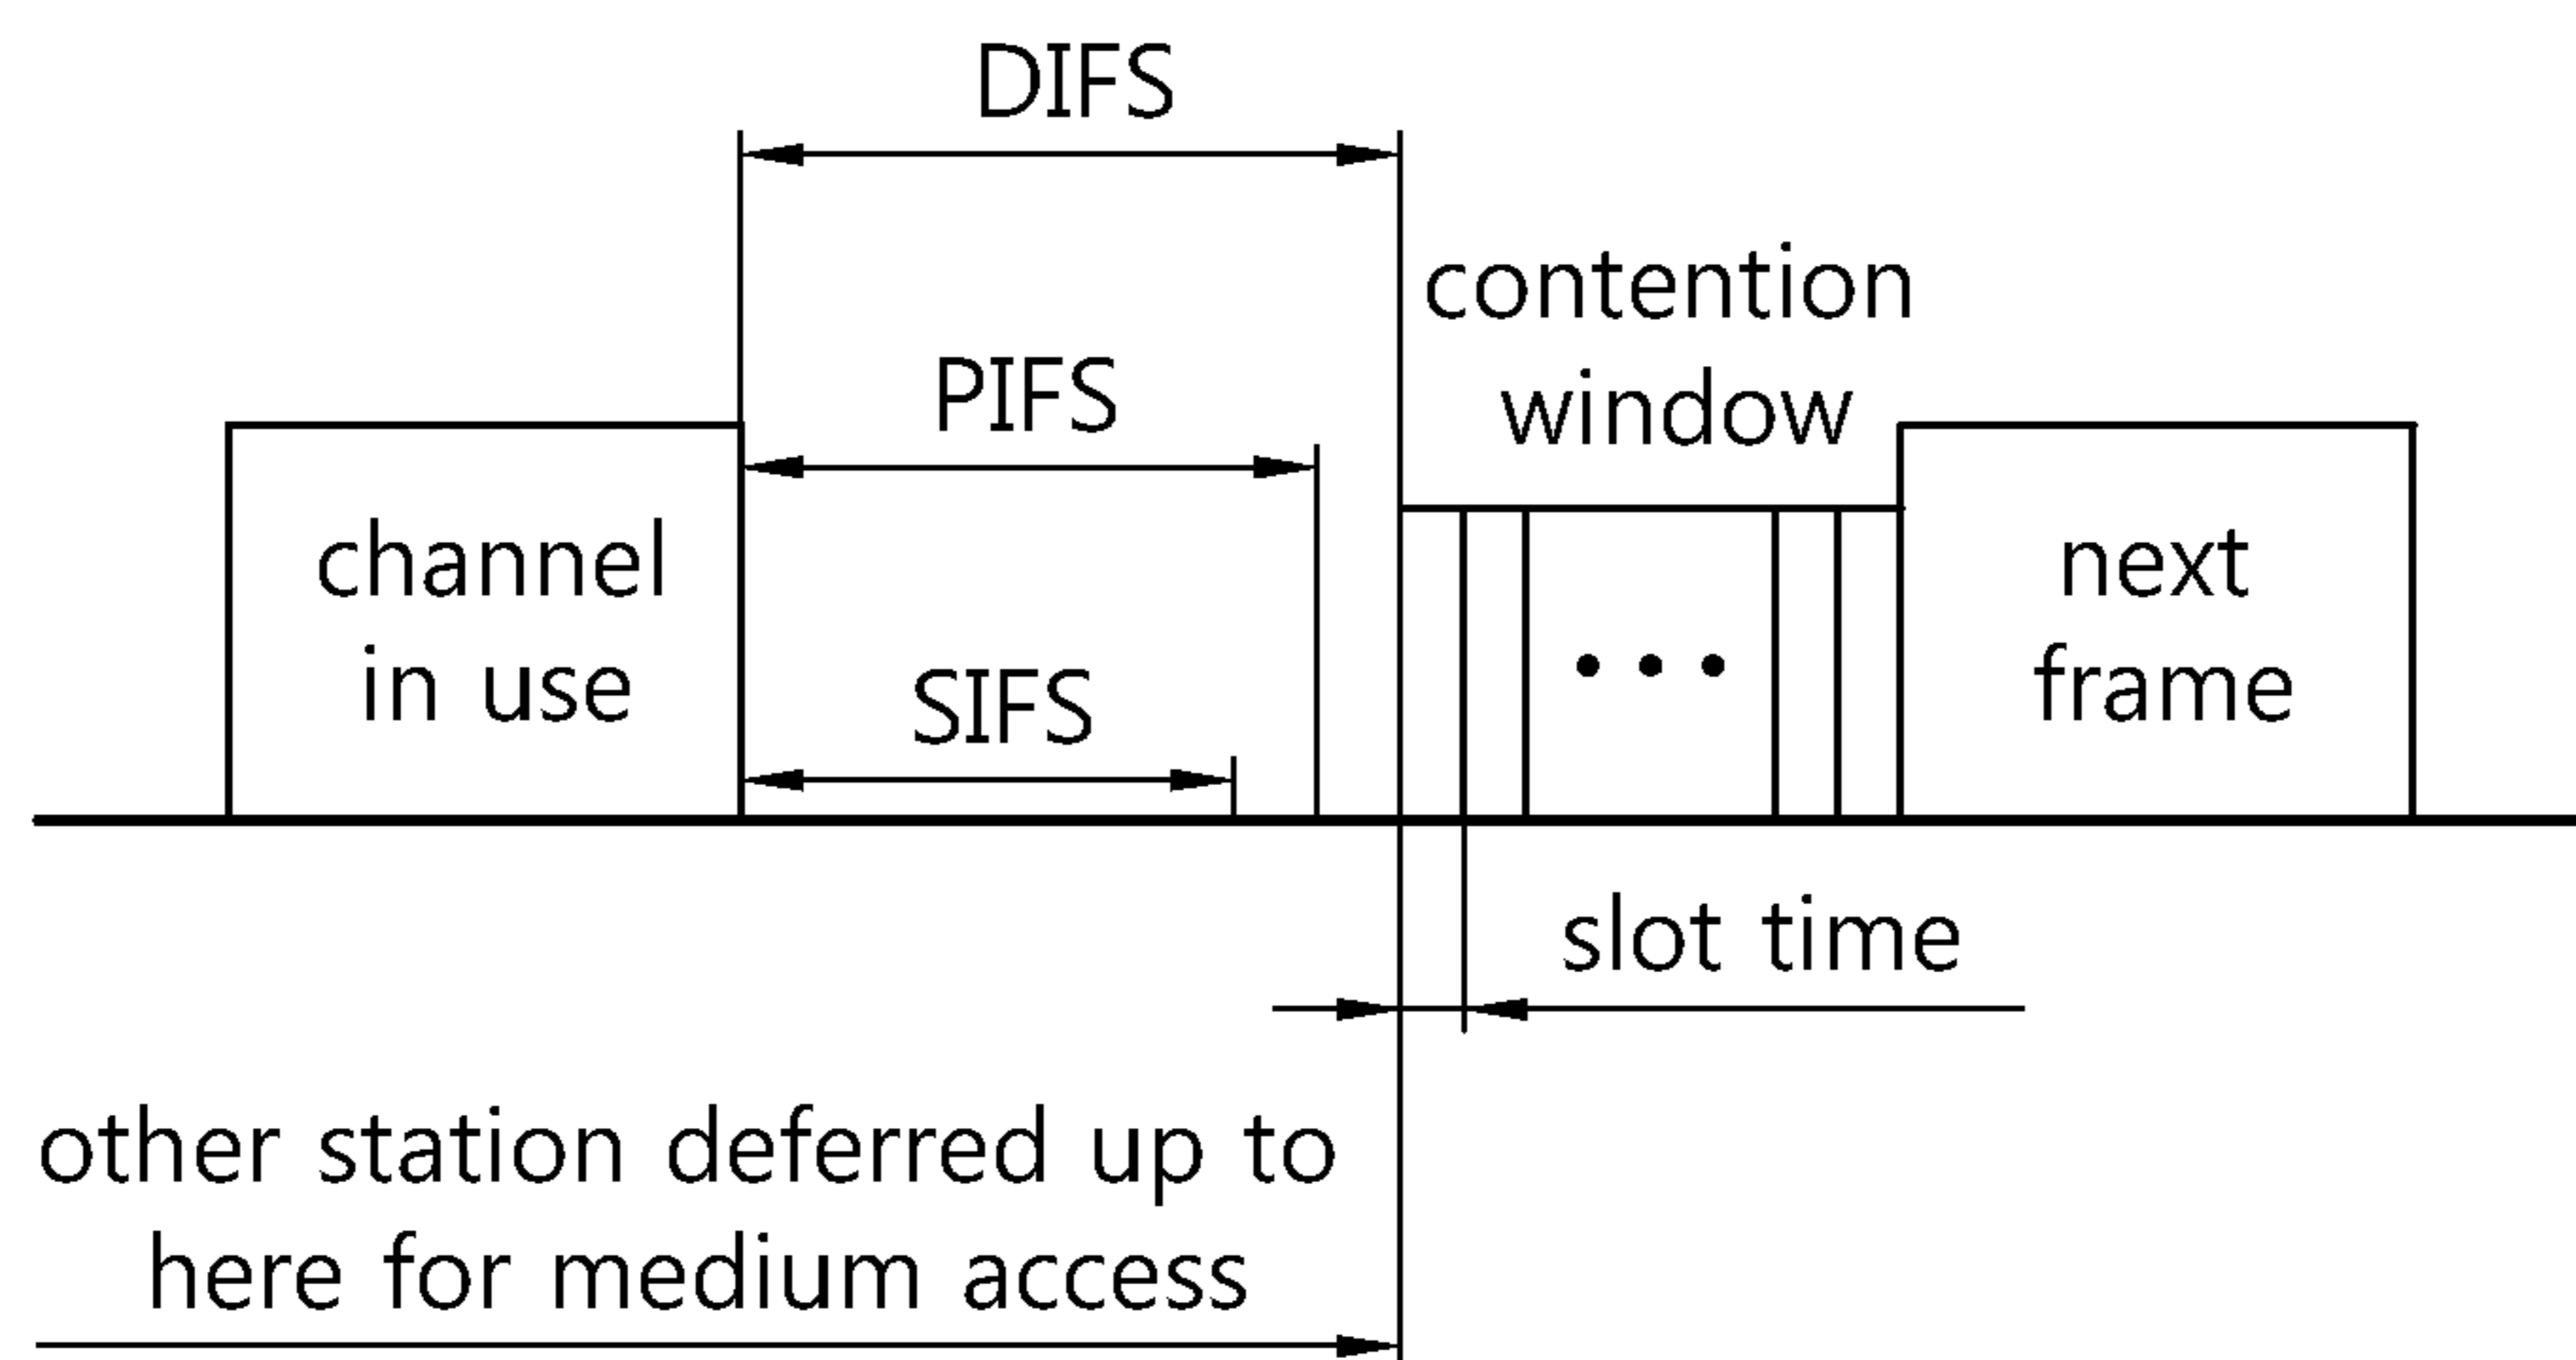 DIFS
contention
window
PIFS
channel
in use
SIFS
next
frame
slot time
other station deferred up to
here for medium access